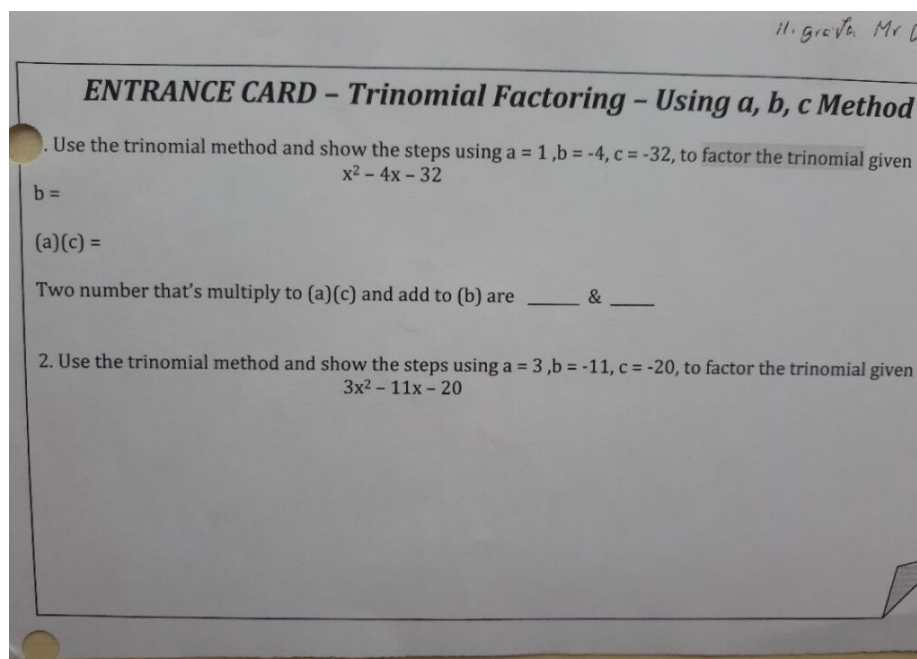 Mr
ENTRANCE CARD – Trinomial Factoring – Using a, b, c Method
. Use the trinomial method and show the steps using a = 1 ,b = -4, c = -32, to factor the trinomial given
x² – 4x – 32
b =
(a)(c) =
Two number that's multiply to (a)(c) and add to (b) are _____ & _____
2. Use the trinomial method and show the steps using a = 3 ,b = -11, c = -20, to factor the trinomial given
3x² – 11x – 20